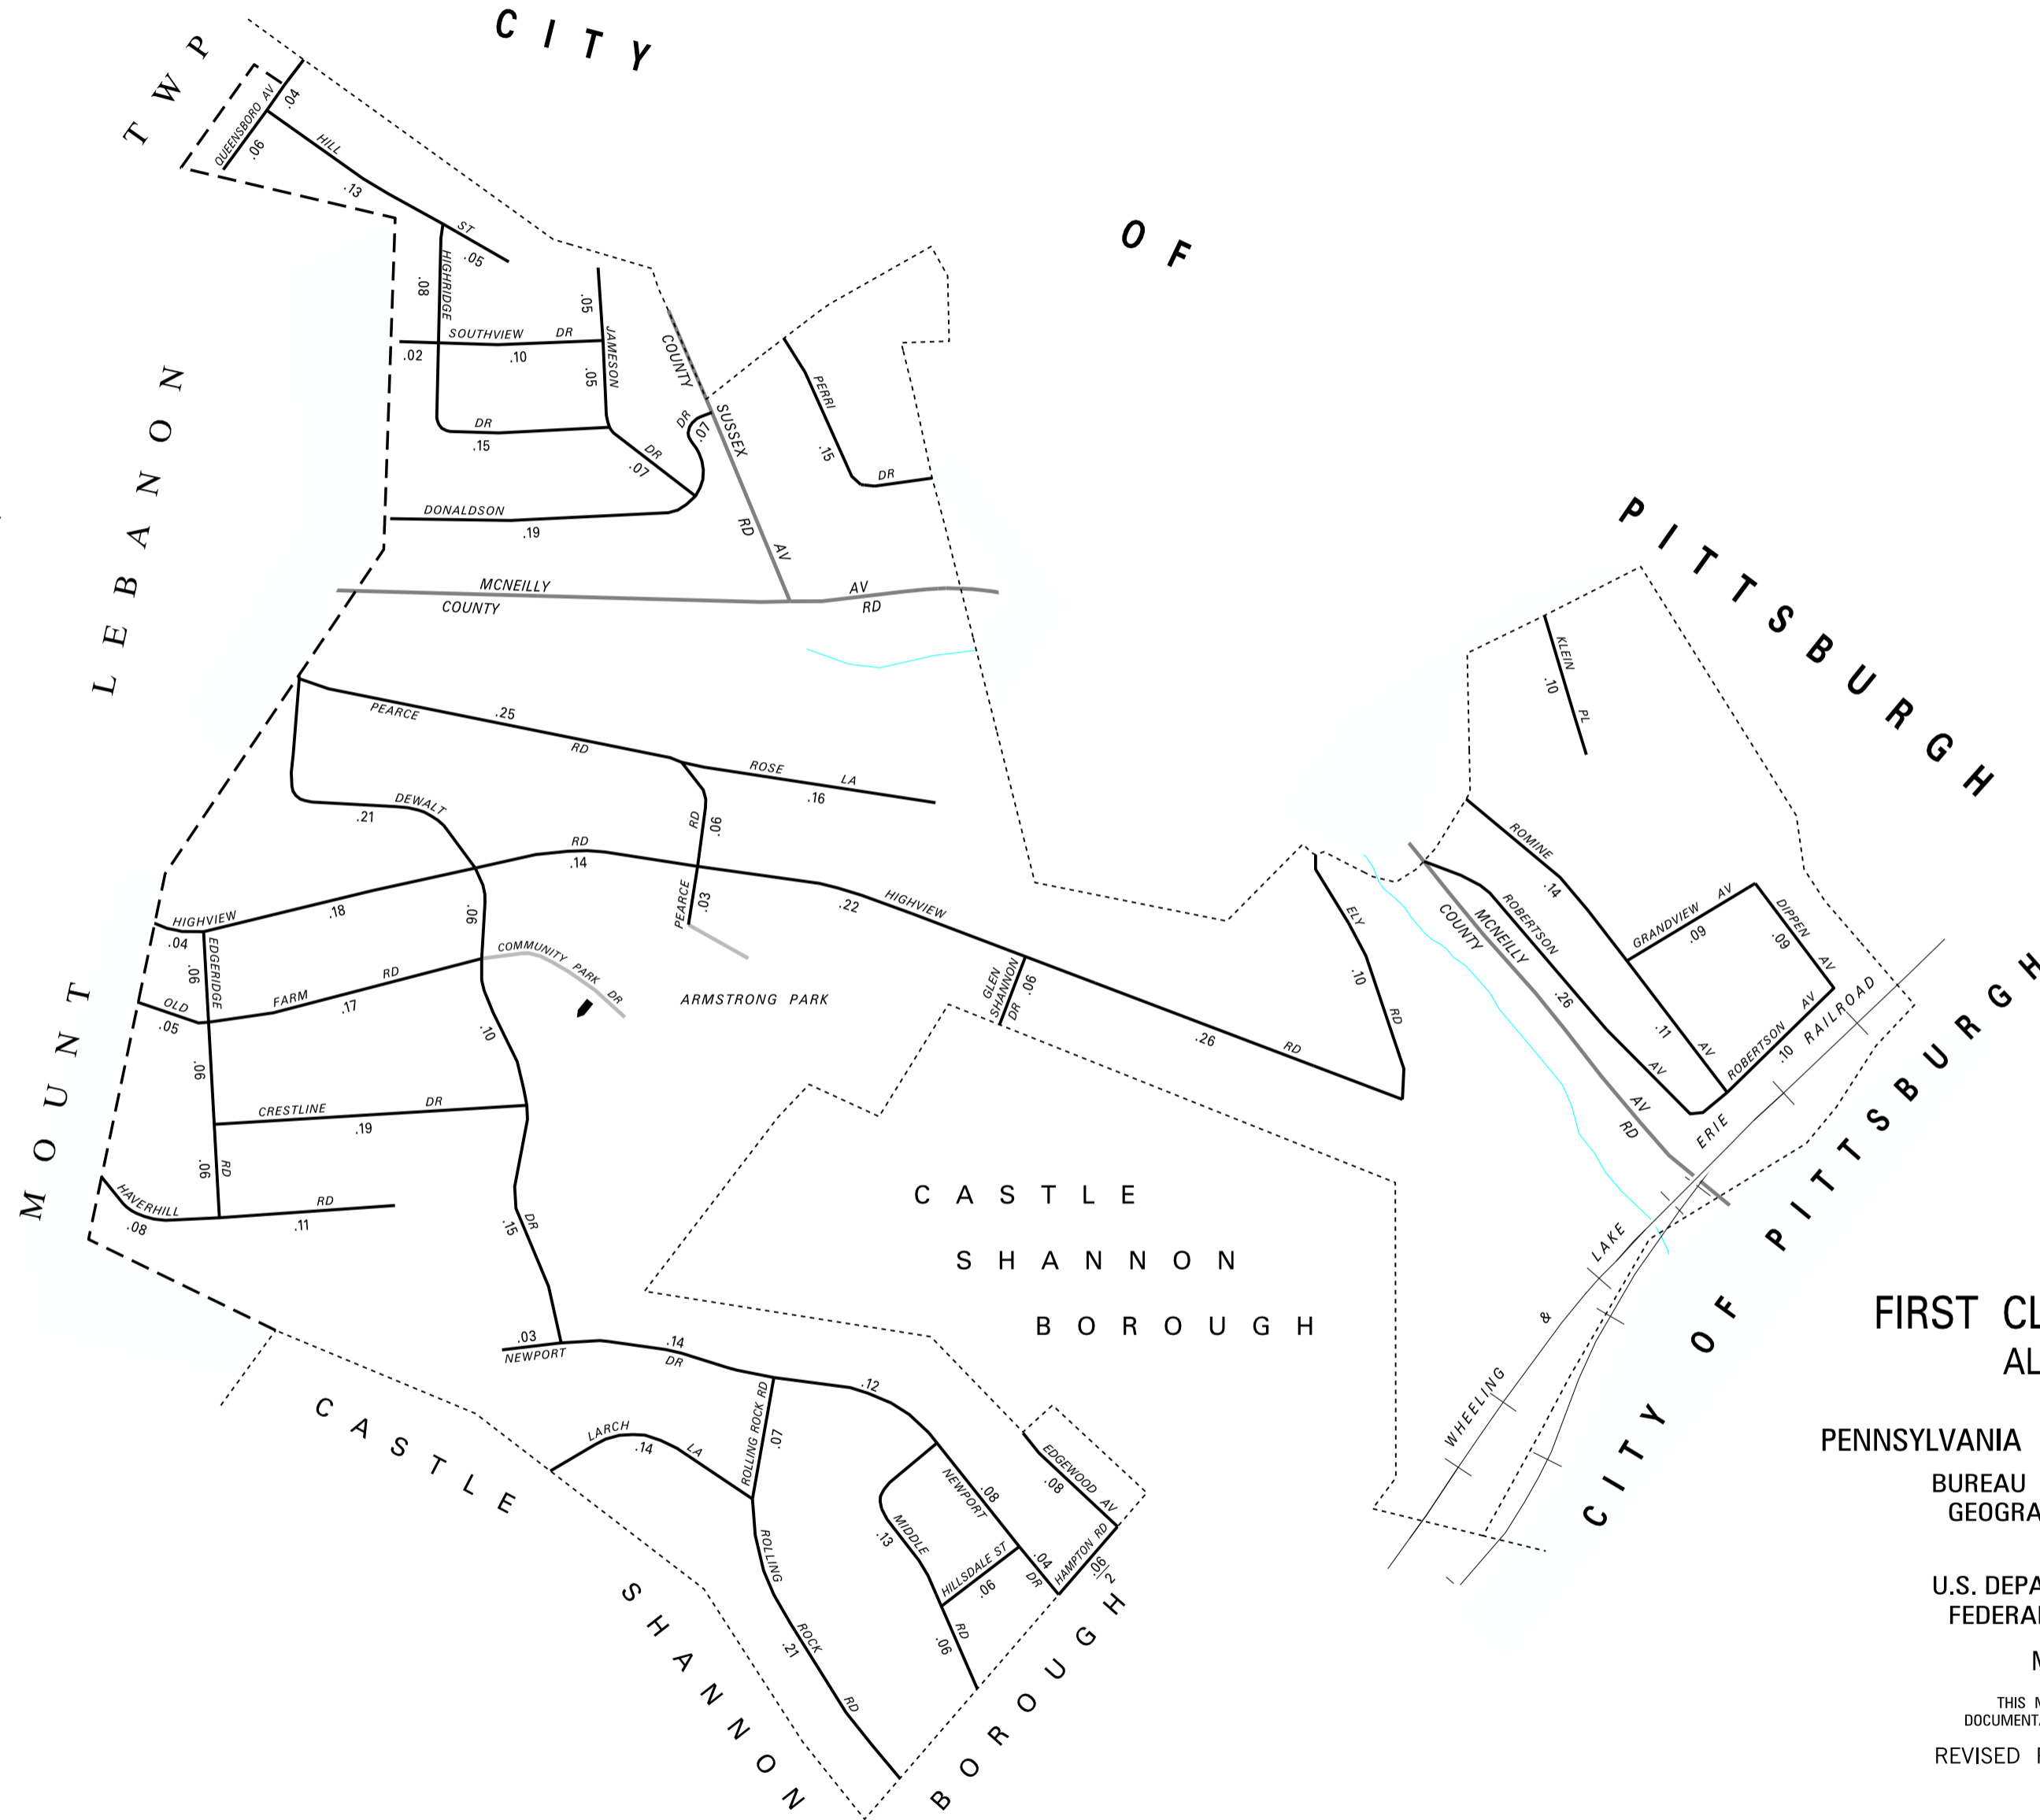 CITY
OF
PITTSBURGH
TWP
LEBANON
MOUNT
QUEENSBORO AV
.04
.06
HILL
.13
ST
.05
HIGHRIDGE
.08
SOUTHVIEW DR
.02
.10
.05
JAMESON
.05
DR
.15
DR
.07
DR
.07
DONALDSON
.19
COUNTY
SUSSEX
RD
AV
PERRI
.15
DR
MCNEILLY AV
COUNTY RD
PEARCE
.25
RD
ROSE LA
.16
RD
.06
PEARCE
.03
DEWALT
.21
RD
.14
HIGHVIEW
.04
.18
.22
HIGHVIEW
EDGERIDGE
.06
.06
COMMUNITY PARK DR
ARMSTRONG PARK
OLD
.05
FARM
RD
.17
.10
.06
CRESTLINE DR
.19
.06
RD
HAVERHILL
.08
RD
.11
DR
.15
GLEN
SHANNON
DR
.06
.26
RD
ELY
.10
RD
KLEIN
.10
PL
ROMINE
.14
ROBERTSON
.26
AV
MCNEILLY
COUNTY
AV
RD
GRANDVIEW AV
.09
DIPPEN
.09
AV
.11
AV
ROBERTSON AV
.10
WHEELING & LAKE ERIE RAILROAD
CITY OF PITTSBURGH
CASTLE
SHANNON
BOROUGH
.03
NEWPORT
.14
DR
.12
ROLLING ROCK RD
.07
LARCH
.14
LA
ROLLING
ROCK
.21
RD
NEWPORT
.08
.04
DR
MIDDLE
.13
RD
.06
HILLSDALE ST
.06
EDGEWOOD AV
.08
HAMPTON RD
.06/2
CASTLE
SHANNON
BOROUGH
FIRST CL
AL
PENNSYLVANIA
BUREAU
GEOGRA
U.S. DEPA
FEDERA
THIS M
DOCUMENT
REVISED